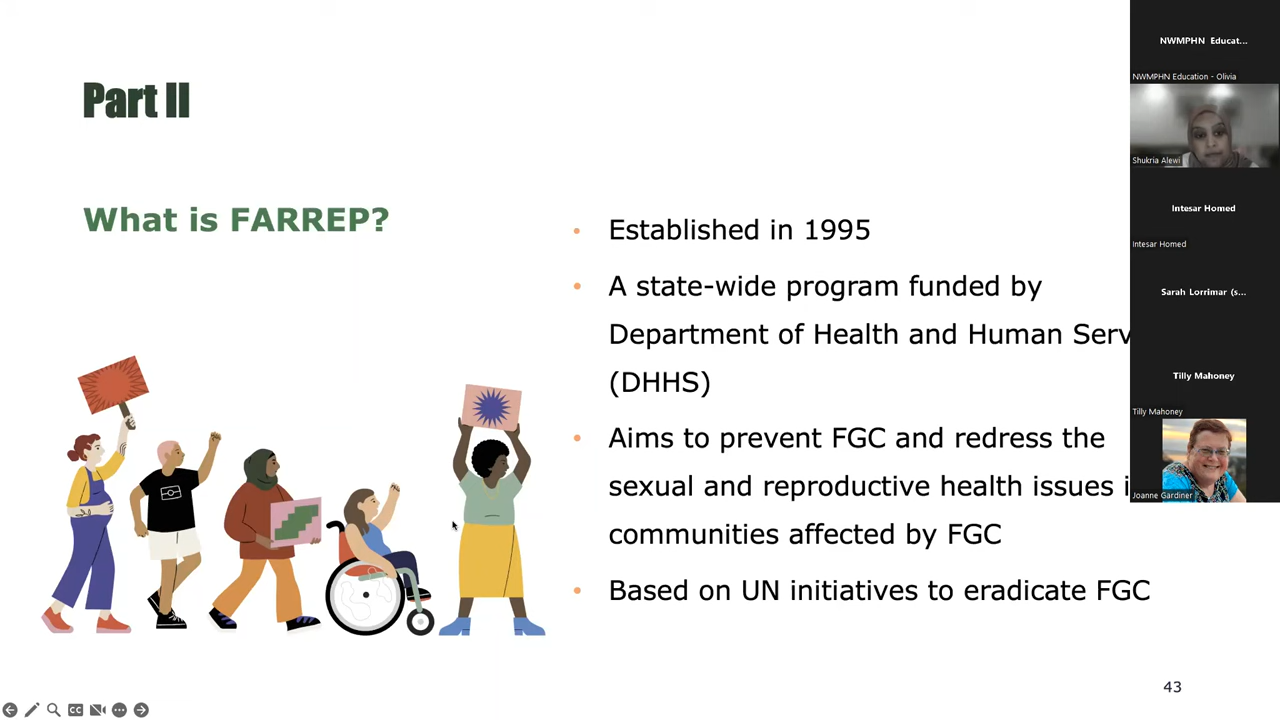 Part II
What is FARREP?
• Established in 1995
• A state-wide program funded by
Department of Health and Human Serv
(DHHS)
• Aims to prevent FGC and redress the
sexual and reproductive health issues i
communities affected by FGC
• Based on UN initiatives to eradicate FGC
43
NWMPHN Educat...
NWMPHN Education - Olivia
Shukria Alewi
Intesar Homed
Intesar Homed
Sarah Lorrimar (s...
Tilly Mahoney
Tilly Mahoney
Joanne Gardiner
CC